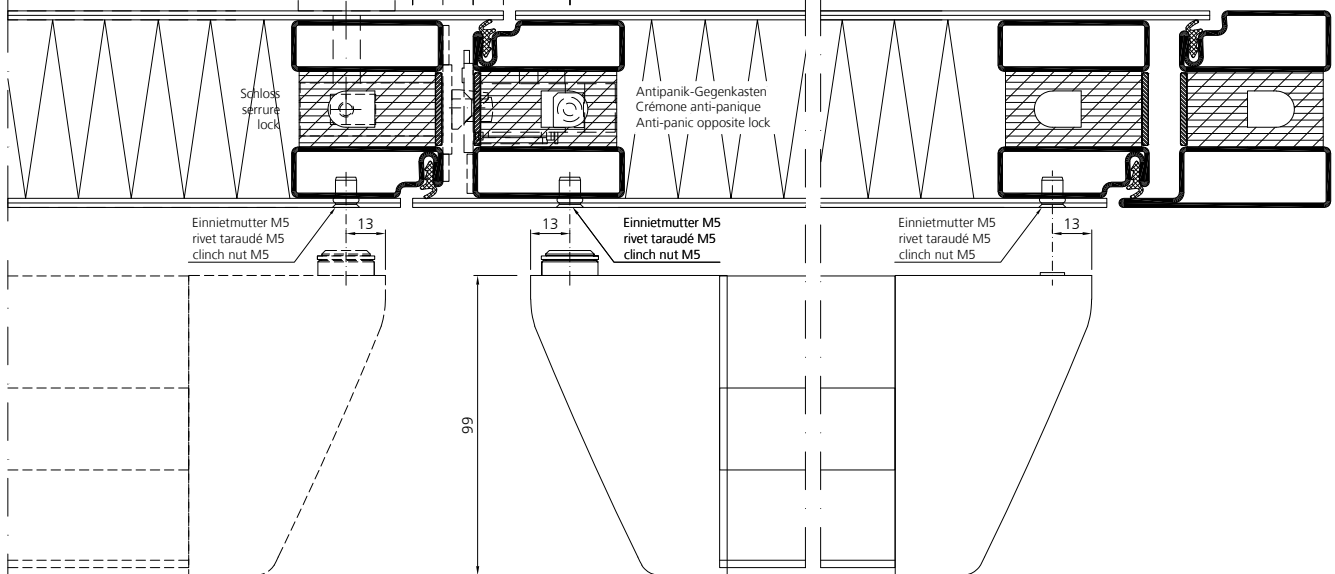 Schloss
serrure
lock
Antipanik-Gegenkasten
Crémone anti-panique
Anti-panic opposite lock
Einnietmutter M5
rivet taraudé M5
clinch nut M5
13
13
Einnietmutter M5
rivet taraudé M5
clinch nut M5
Einnietmutter M5
rivet taraudé M5
clinch nut M5
13
99